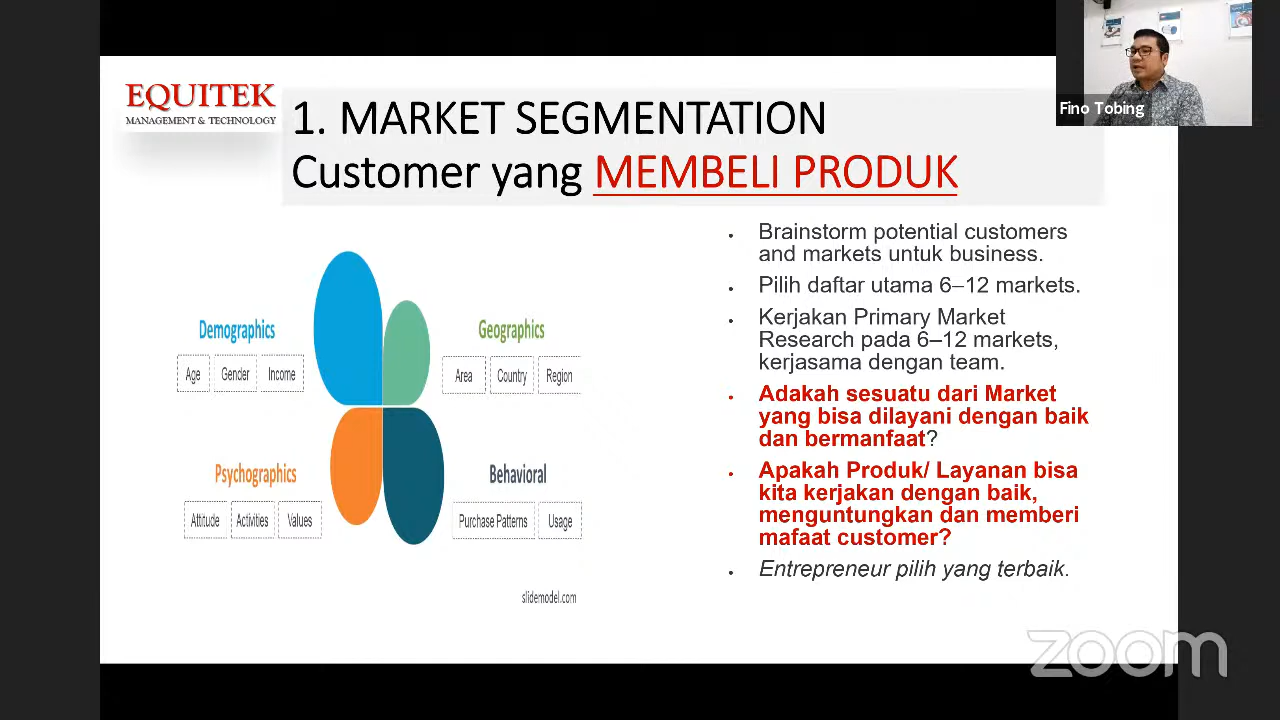 EQUITEK
MANAGEMENT & TECHNOLOGY
1. MARKET SEGMENTATION
Customer yang MEMBELI PRODUK
Fino Tobing
Demographics
Age Gender Income
Geographics
Area Country Region
Psychographics
Attitude Activities Values
Behavioral
Purchase Patterns Usage
slidemodel.com
• Brainstorm potential customers
and markets untuk business.
• Pilih daftar utama 6–12 markets.
• Kerjakan Primary Market
Research pada 6–12 markets,
kerjasama dengan team.
• Adakah sesuatu dari Market
yang bisa dilayani dengan baik
dan bermanfaat?
• Apakah Produk/ Layanan bisa
kita kerjakan dengan baik,
menguntungkan dan memberi
mafaat customer?
• Entrepreneur pilih yang terbaik.
zoom